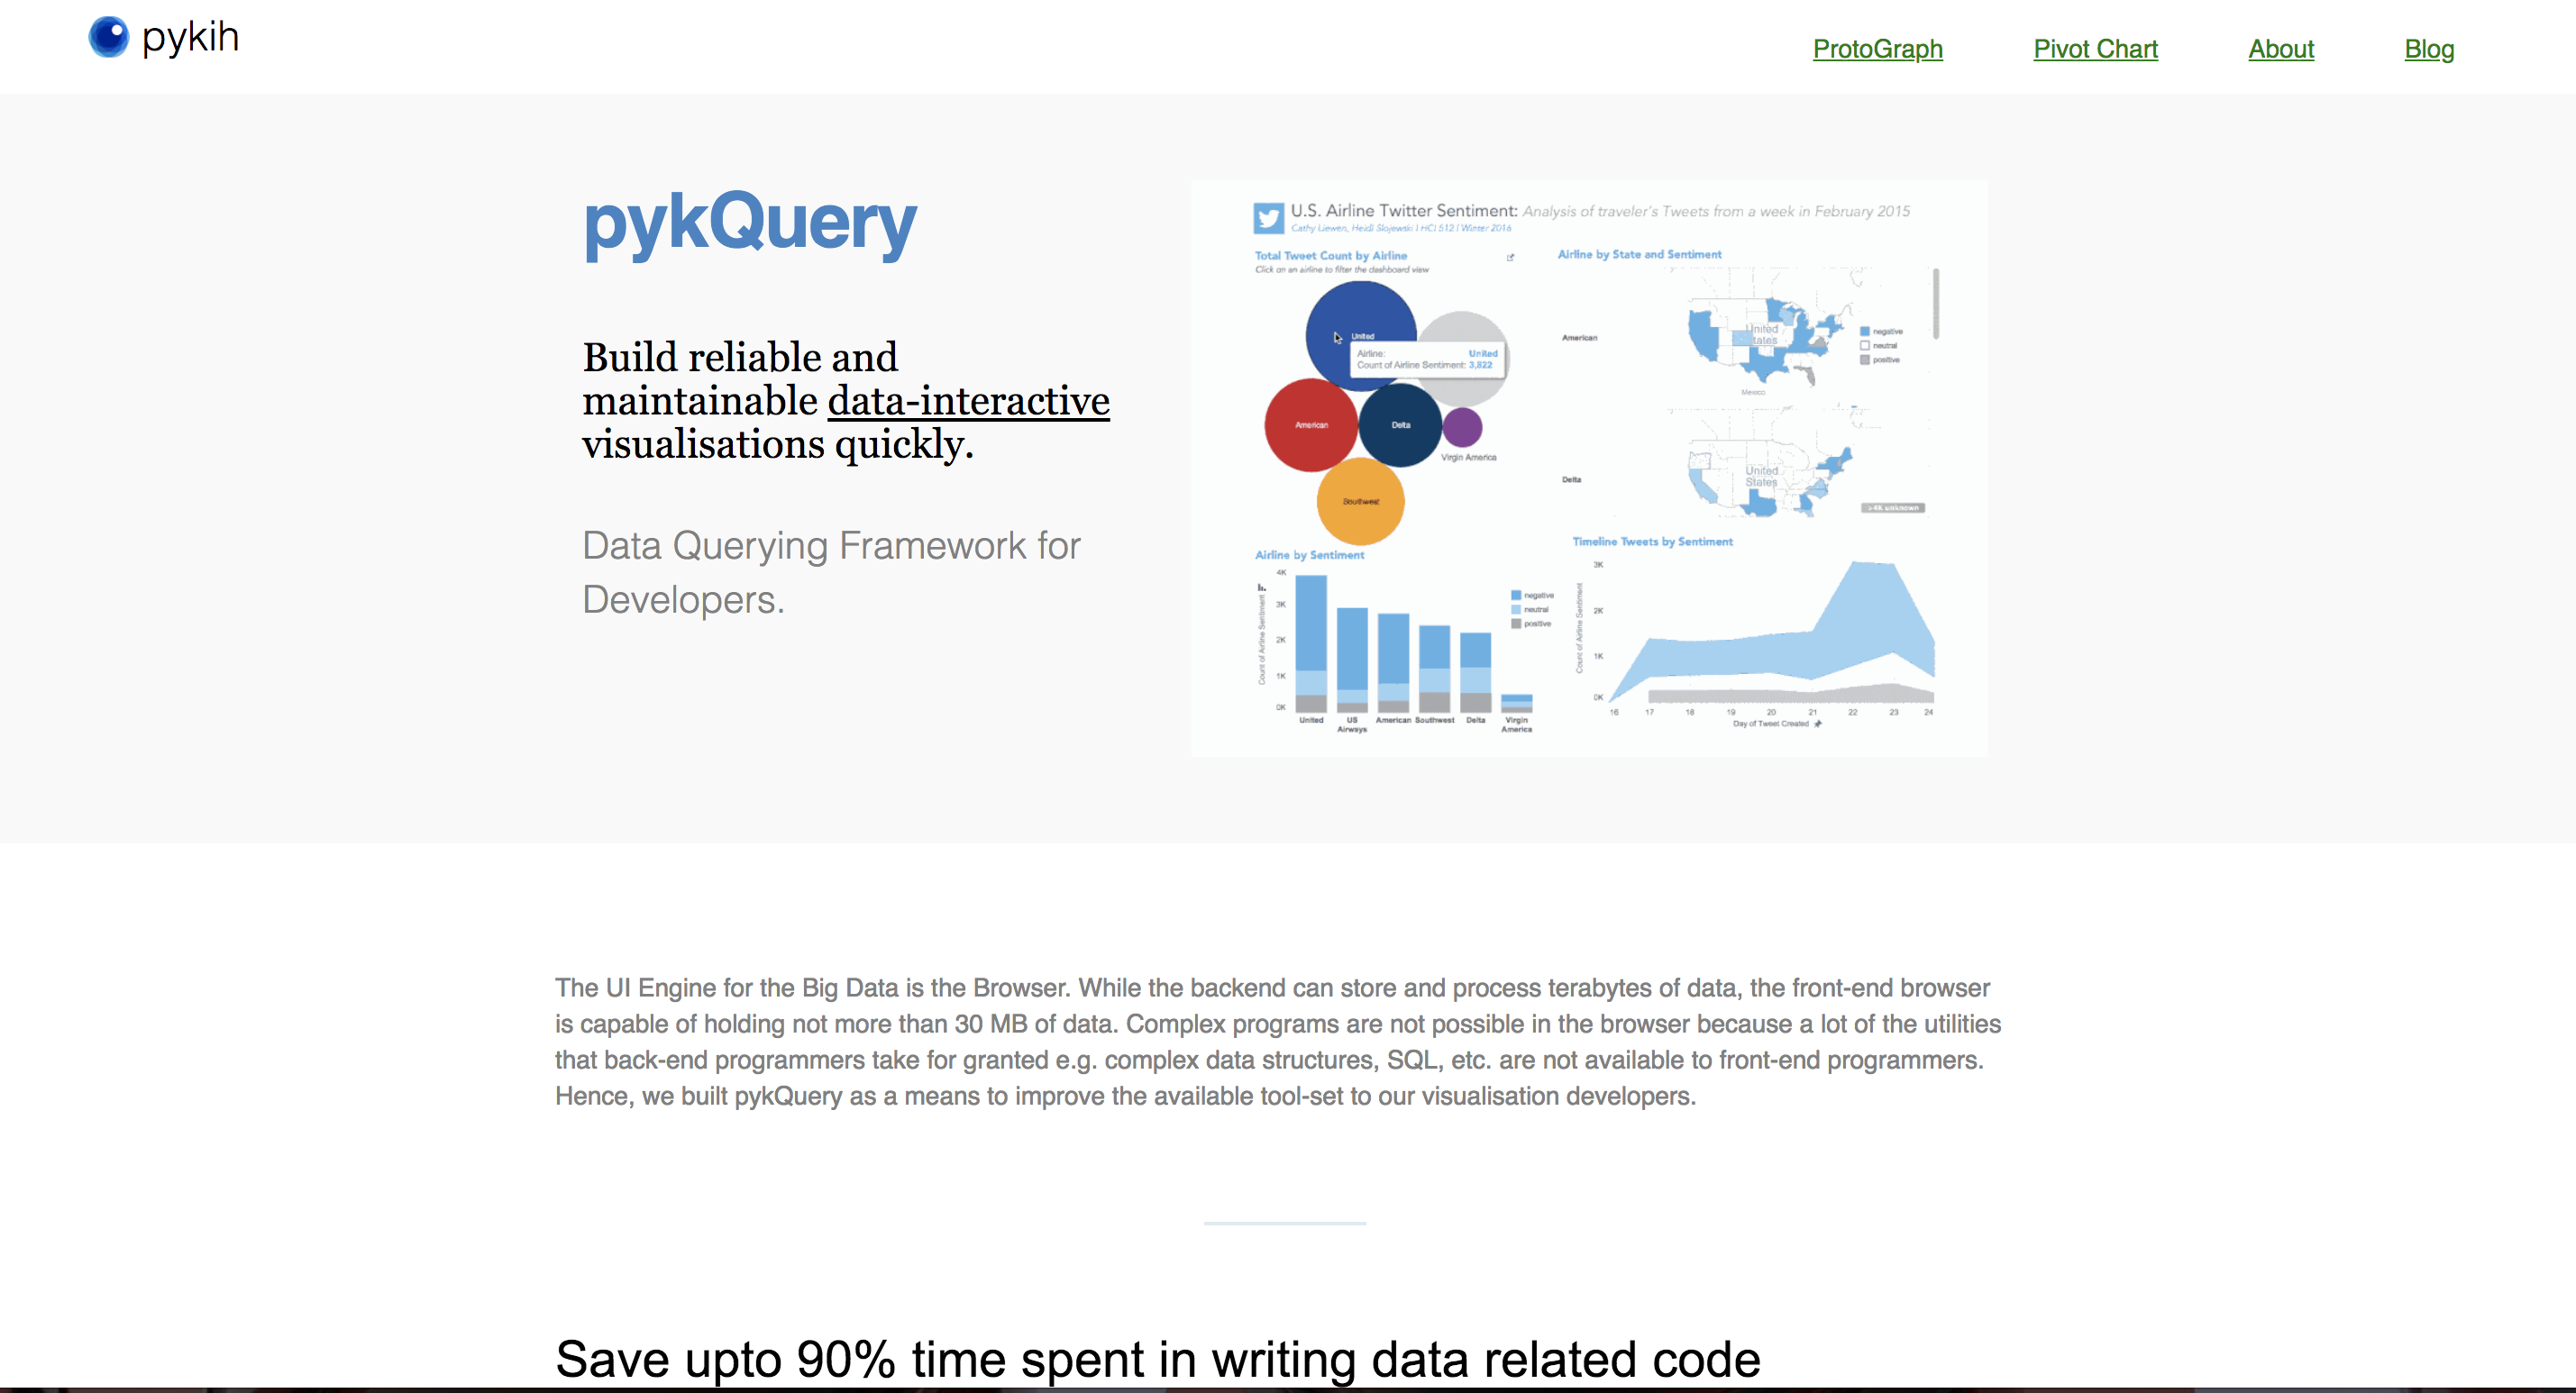 pykih
ProtoGraph
Pivot Chart
About
Blog
pykQuery
Build reliable and
maintainable data-interactive
visualisations quickly.
Data Querying Framework for
Developers.
U.S. Airline Twitter Sentiment: Analysis of traveler's Tweets from a week in February 2015
Cathy Liewen, Heidi Slojewski | HCI 512 | Winter 2016
Total Tweet Count by Airline
Click on an airline to filter the dashboard view
United
Airline: United
Count of Airline Sentiment: 3,822
American
Delta
Virgin America
Southwest
Airline by State and Sentiment
American
United
States
Mexico
negative
neutral
positive
Delta
United
States
>4K unknown
Airline by Sentiment
Count of Airline Sentiment
4K
3K
2K
1K
0K
United
US
Airways
American
Southwest
Delta
Virgin
America
negative
neutral
positive
Timeline Tweets by Sentiment
Count of Airline Sentiment
3K
2K
1K
0K
16 17 18 19 20 21 22 23 24
Day of Tweet Created
The UI Engine for the Big Data is the Browser. While the backend can store and process terabytes of data, the front-end browser
is capable of holding not more than 30 MB of data. Complex programs are not possible in the browser because a lot of the utilities
that back-end programmers take for granted e.g. complex data structures, SQL, etc. are not available to front-end programmers.
Hence, we built pykQuery as a means to improve the available tool-set to our visualisation developers.
Save upto 90% time spent in writing data related code